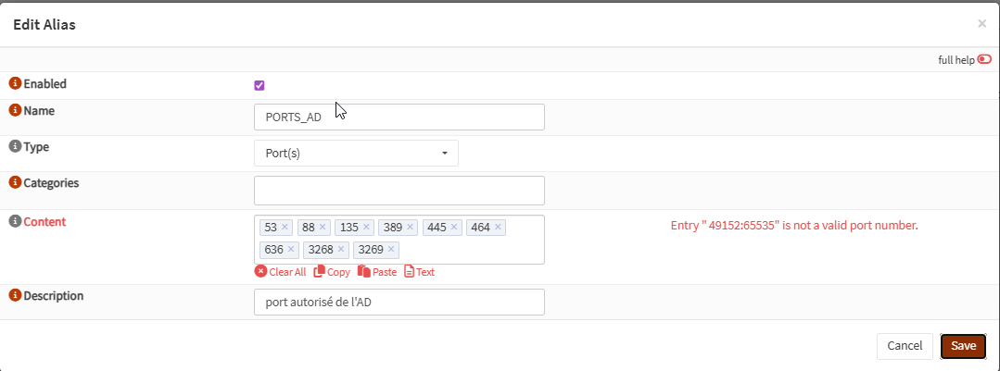 Edit Alias ×
full help
Enabled
Name PORTS_AD
Type Port(s)
Categories
Content 53 × 88 × 135 × 389 × 445 × 464 × Entry " 49152:65535" is not a valid port number.
636 × 3268 × 3269 ×
Clear All Copy Paste Text
Description port autorisé de l'AD
Cancel Save